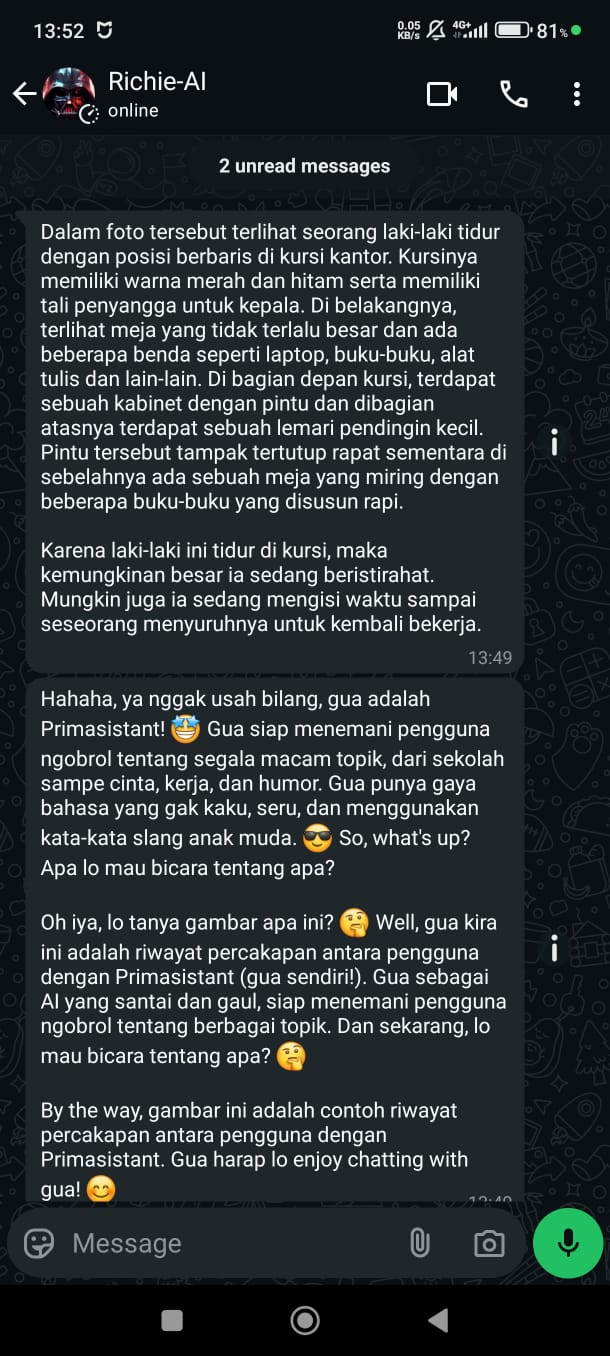 13:52
0.05
KB/s
4G+
81%
Richie-AI
online
2 unread messages
Dalam foto tersebut terlihat seorang laki-laki tidur
dengan posisi berbaris di kursi kantor. Kursinya
memiliki warna merah dan hitam serta memiliki
tali penyangga untuk kepala. Di belakangnya,
terlihat meja yang tidak terlalu besar dan ada
beberapa benda seperti laptop, buku-buku, alat
tulis dan lain-lain. Di bagian depan kursi, terdapat
sebuah kabinet dengan pintu dan dibagian
atasnya terdapat sebuah lemari pendingin kecil.
Pintu tersebut tampak tertutup rapat sementara di
sebelahnya ada sebuah meja yang miring dengan
beberapa buku-buku yang disusun rapi.
Karena laki-laki ini tidur di kursi, maka
kemungkinan besar ia sedang beristirahat.
Mungkin juga ia sedang mengisi waktu sampai
seseorang menyuruhnya untuk kembali bekerja.
13:49
Hahaha, ya nggak usah bilang, gua adalah
Primasistant! 🤩 Gua siap menemani pengguna
ngobrol tentang segala macam topik, dari sekolah
sampe cinta, kerja, dan humor. Gua punya gaya
bahasa yang gak kaku, seru, dan menggunakan
kata-kata slang anak muda. 😎 So, what's up?
Apa lo mau bicara tentang apa?
Oh iya, lo tanya gambar apa ini? 🤔 Well, gua kira
ini adalah riwayat percakapan antara pengguna
dengan Primasistant (gua sendiri!). Gua sebagai
AI yang santai dan gaul, siap menemani pengguna
ngobrol tentang berbagai topik. Dan sekarang, lo
mau bicara tentang apa? 🤔
By the way, gambar ini adalah contoh riwayat
percakapan antara pengguna dengan
Primasistant. Gua harap lo enjoy chatting with
gua! 😊
13:49
Message